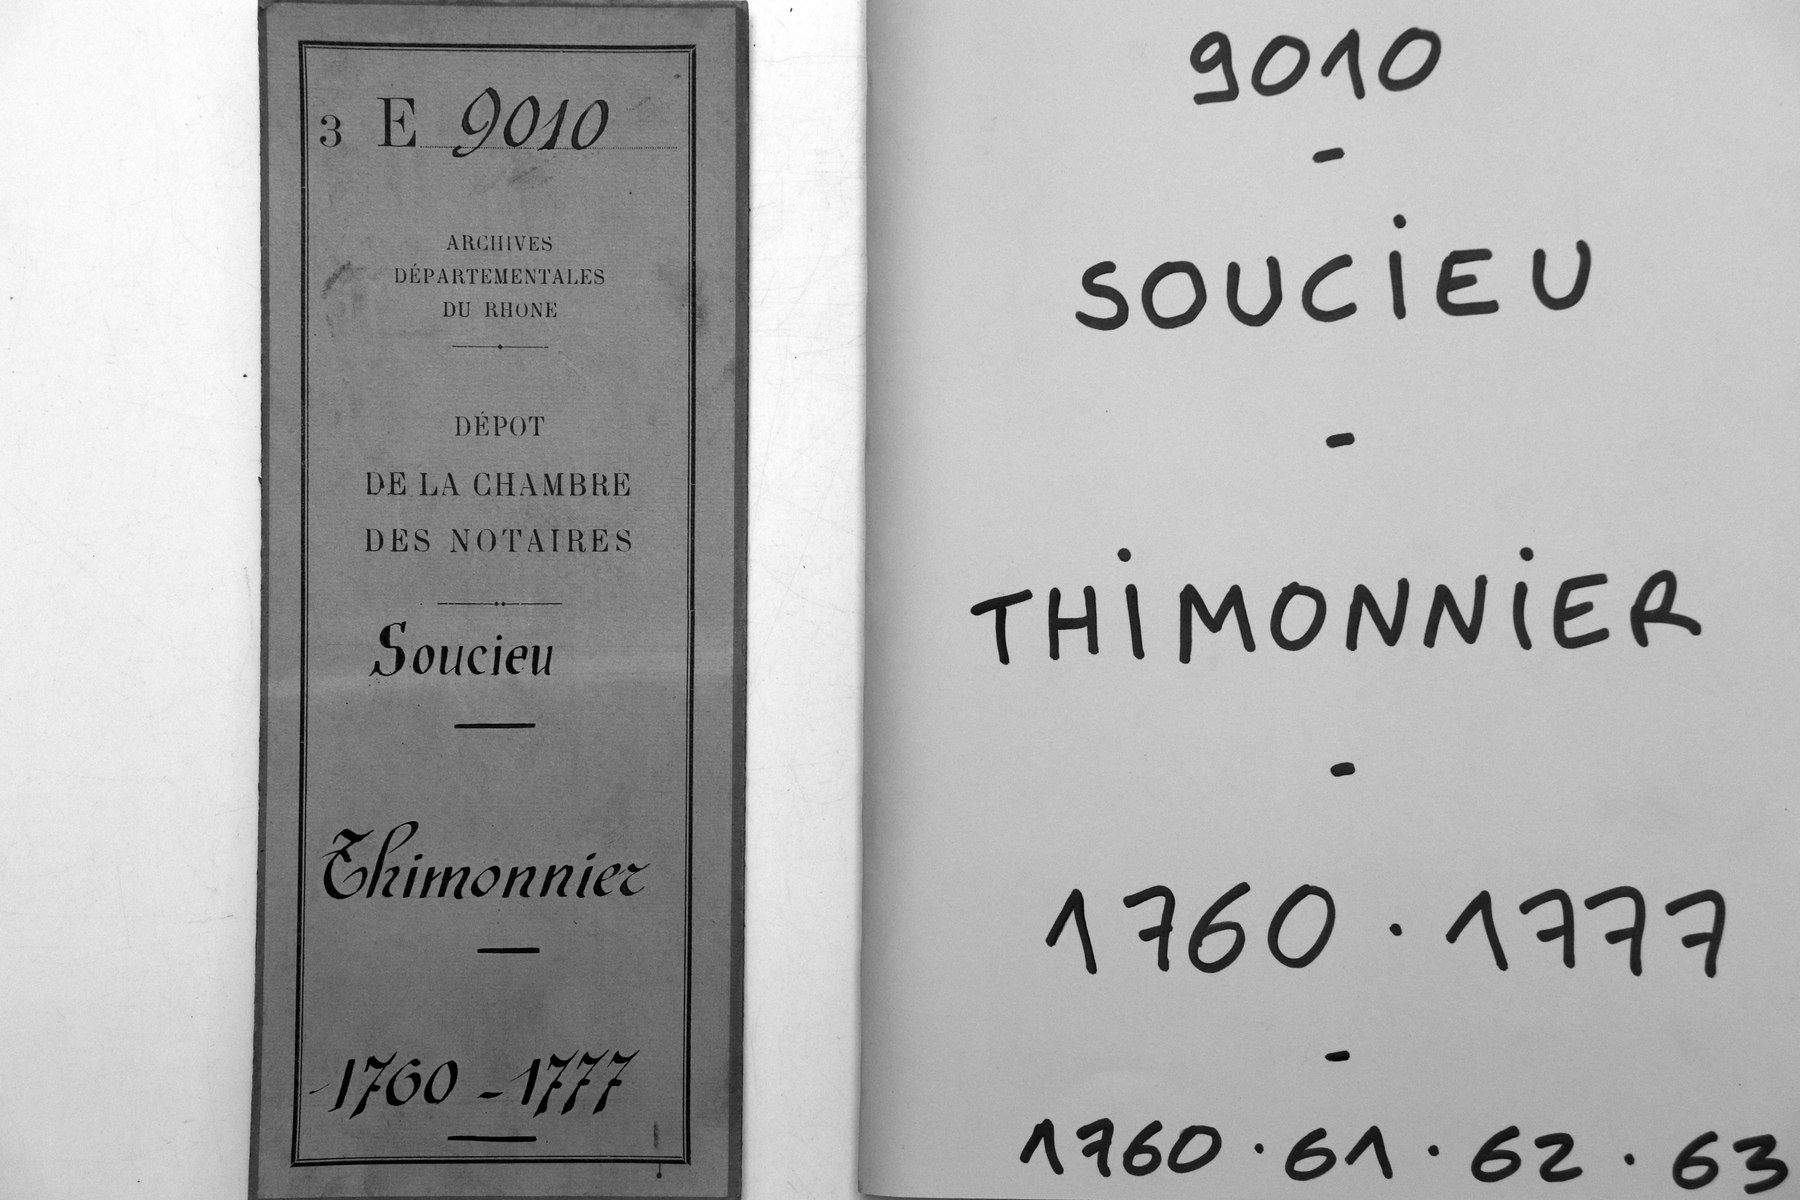 3 E 9010
ARCHIVES
DÉPARTEMENTALES
DU RHONE
DÉPOT
DE LA CHAMBRE
DES NOTAIRES
Soucieu
Thimonnier
1760 - 1777
9010
-
SOUCIEU
-
THIMONNIER
-
1760 . 1777
-
1760 . 61 . 62 . 63